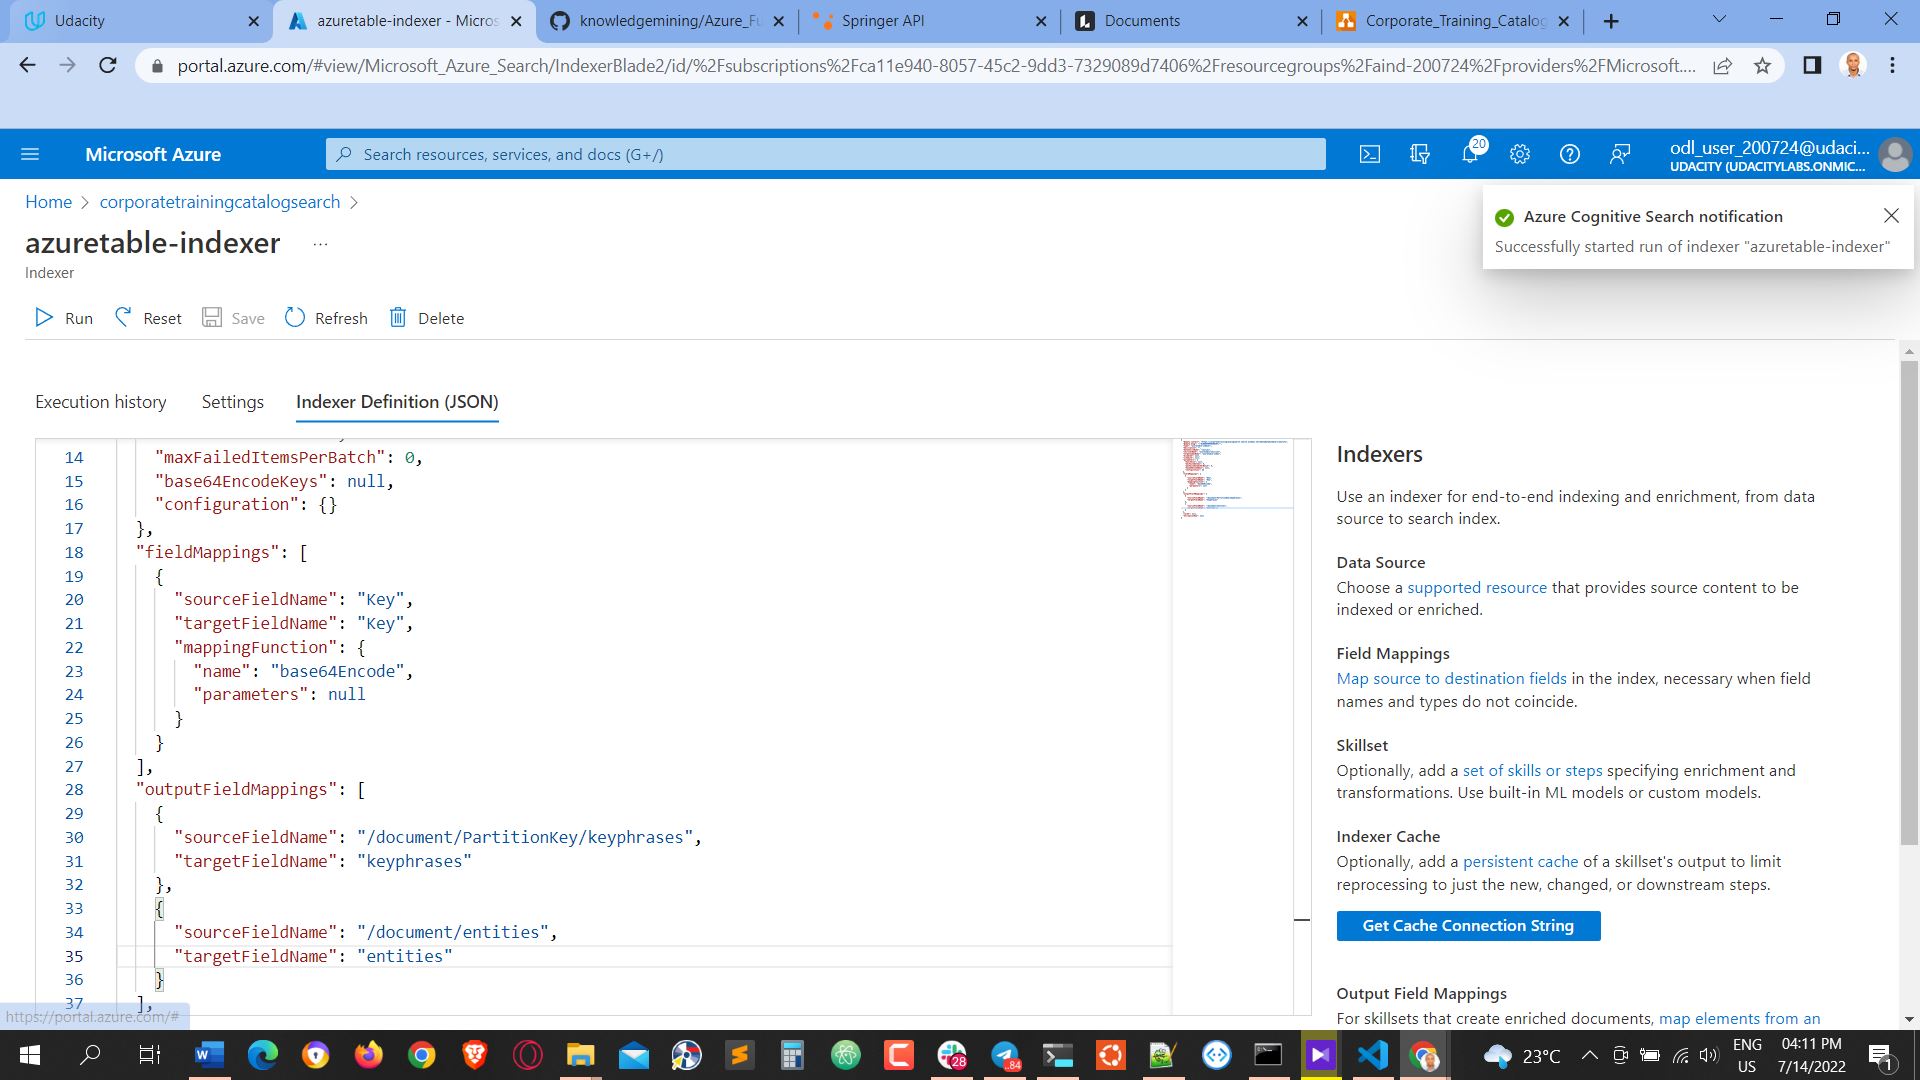 Udacity
azuretable-indexer - Micros
knowledgemining/Azure_Fu
Springer API
Documents
Corporate_Training_Catalog
portal.azure.com/#view/Microsoft_Azure_Search/IndexerBlade2/id/%2Fsubscriptions%2Fca11e940-8057-45c2-9dd3-7329089d7406%2Fresourcegroups%2Faind-200724%2Fproviders%2FMicrosoft....
Microsoft Azure
Search resources, services, and docs (G+/)
20
odl_user_200724@udaci...
UDACITY (UDACITYLABS.ONMIC...
Home > corporatetrainingcatalogsearch >
azuretable-indexer ...
Indexer
Azure Cognitive Search notification
Successfully started run of indexer "azuretable-indexer"
Run Reset Save Refresh Delete
Execution history Settings Indexer Definition (JSON)
14 "maxFailedItemsPerBatch": 0,
15 "base64EncodeKeys": null,
16 "configuration": {}
17 },
18 "fieldMappings": [
19 {
20 "sourceFieldName": "Key",
21 "targetFieldName": "Key",
22 "mappingFunction": {
23 "name": "base64Encode",
24 "parameters": null
25 }
26 }
27 ],
28 "outputFieldMappings": [
29 {
30 "sourceFieldName": "/document/PartitionKey/keyphrases",
31 "targetFieldName": "keyphrases"
32 },
33 {
34 "sourceFieldName": "/document/entities",
35 "targetFieldName": "entities"
36 }
37 ],
https://portal.azure.com/#
Indexers
Use an indexer for end-to-end indexing and enrichment, from data
source to search index.
Data Source
Choose a supported resource that provides source content to be
indexed or enriched.
Field Mappings
Map source to destination fields in the index, necessary when field
names and types do not coincide.
Skillset
Optionally, add a set of skills or steps specifying enrichment and
transformations. Use built-in ML models or custom models.
Indexer Cache
Optionally, add a persistent cache of a skillset's output to limit
reprocessing to just the new, changed, or downstream steps.
Get Cache Connection String
Output Field Mappings
For skillsets that create enriched documents, map elements from an
28
84
23°C
ENG
US
04:11 PM
7/14/2022
1